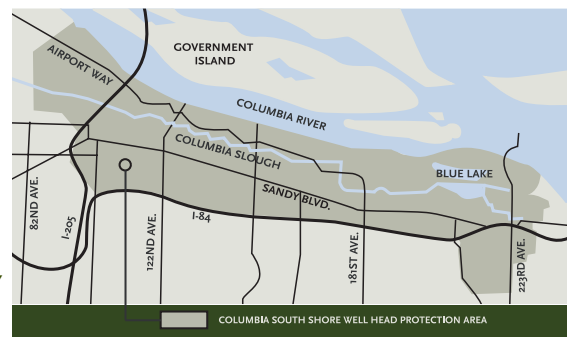 GOVERNMENT
ISLAND
AIRPORT WAY
COLUMBIA RIVER
COLUMBIA SLOUGH
BLUE LAKE
SANDY BLVD.
82ND AVE.
I-205
122ND AVE.
I-84
181ST AVE.
223RD AVE.
COLUMBIA SOUTH SHORE WELL HEAD PROTECTION AREA